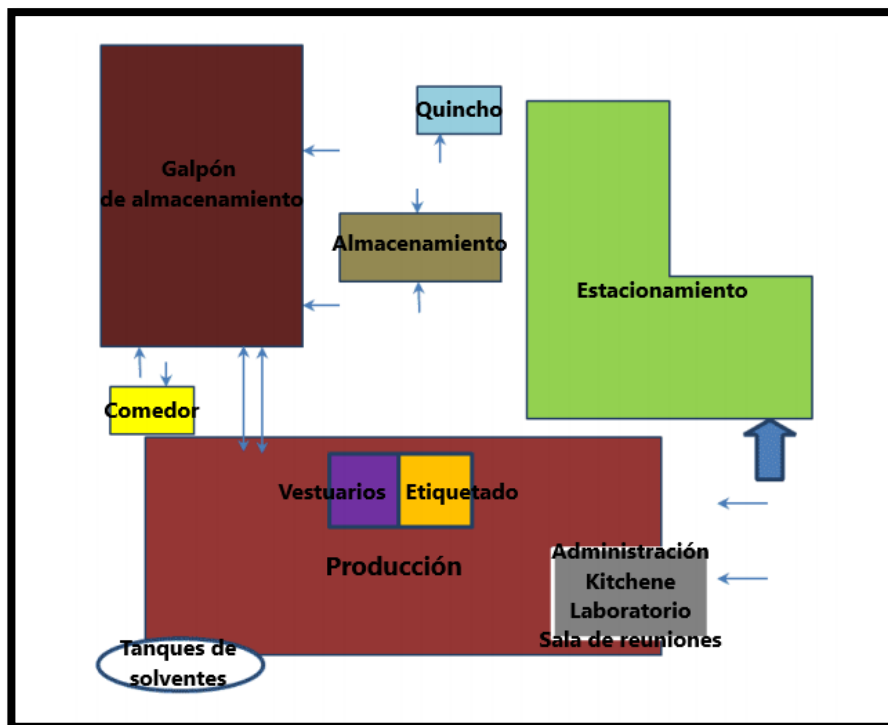 Quincho
Galpón
de almacenamiento
Almacenamiento
Estacionamiento
Comedor
Vestuarios
Etiquetado
Producción
Administración
Kitchene
Laboratorio
Sala de reuniones
Tanques de
solventes